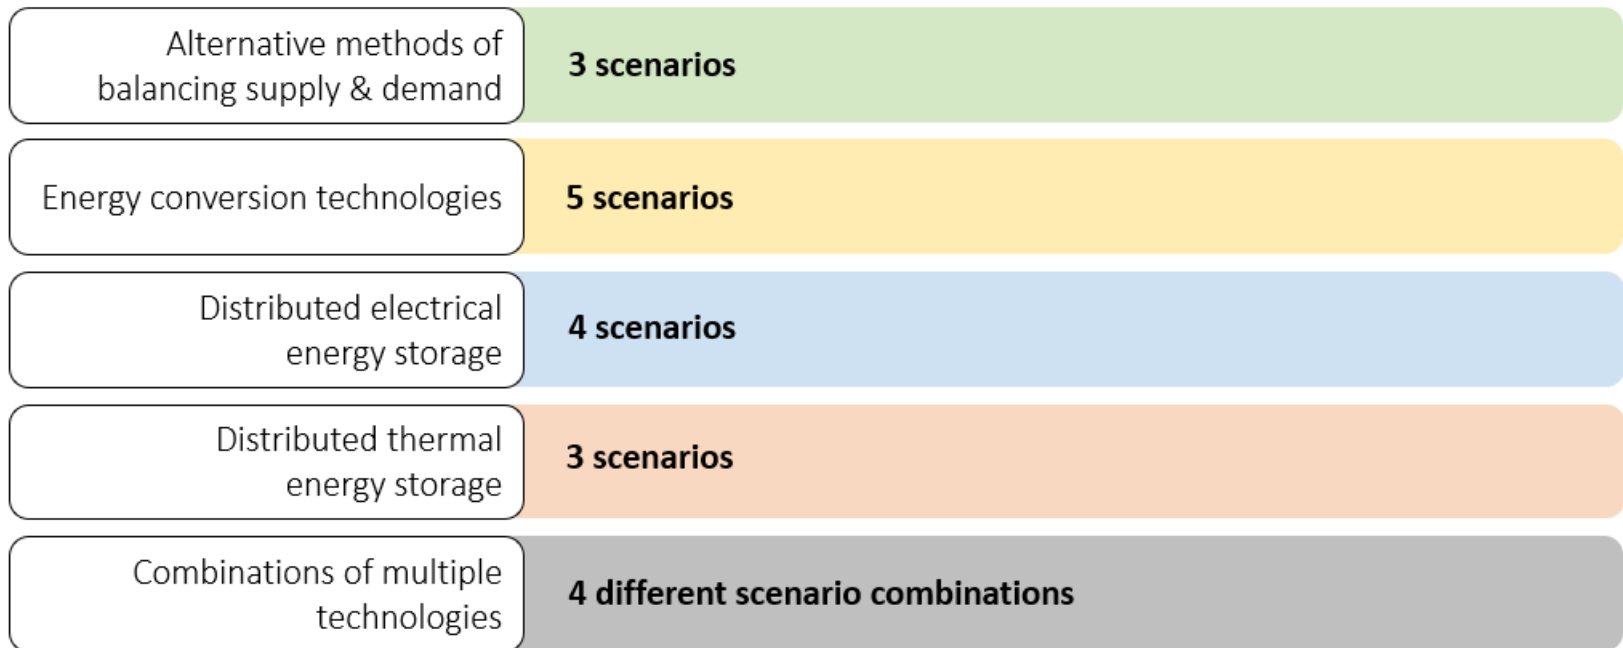 Alternative methods of
balancing supply & demand
3 scenarios
Energy conversion technologies
5 scenarios
Distributed electrical
energy storage
4 scenarios
Distributed thermal
energy storage
3 scenarios
Combinations of multiple
technologies
4 different scenario combinations